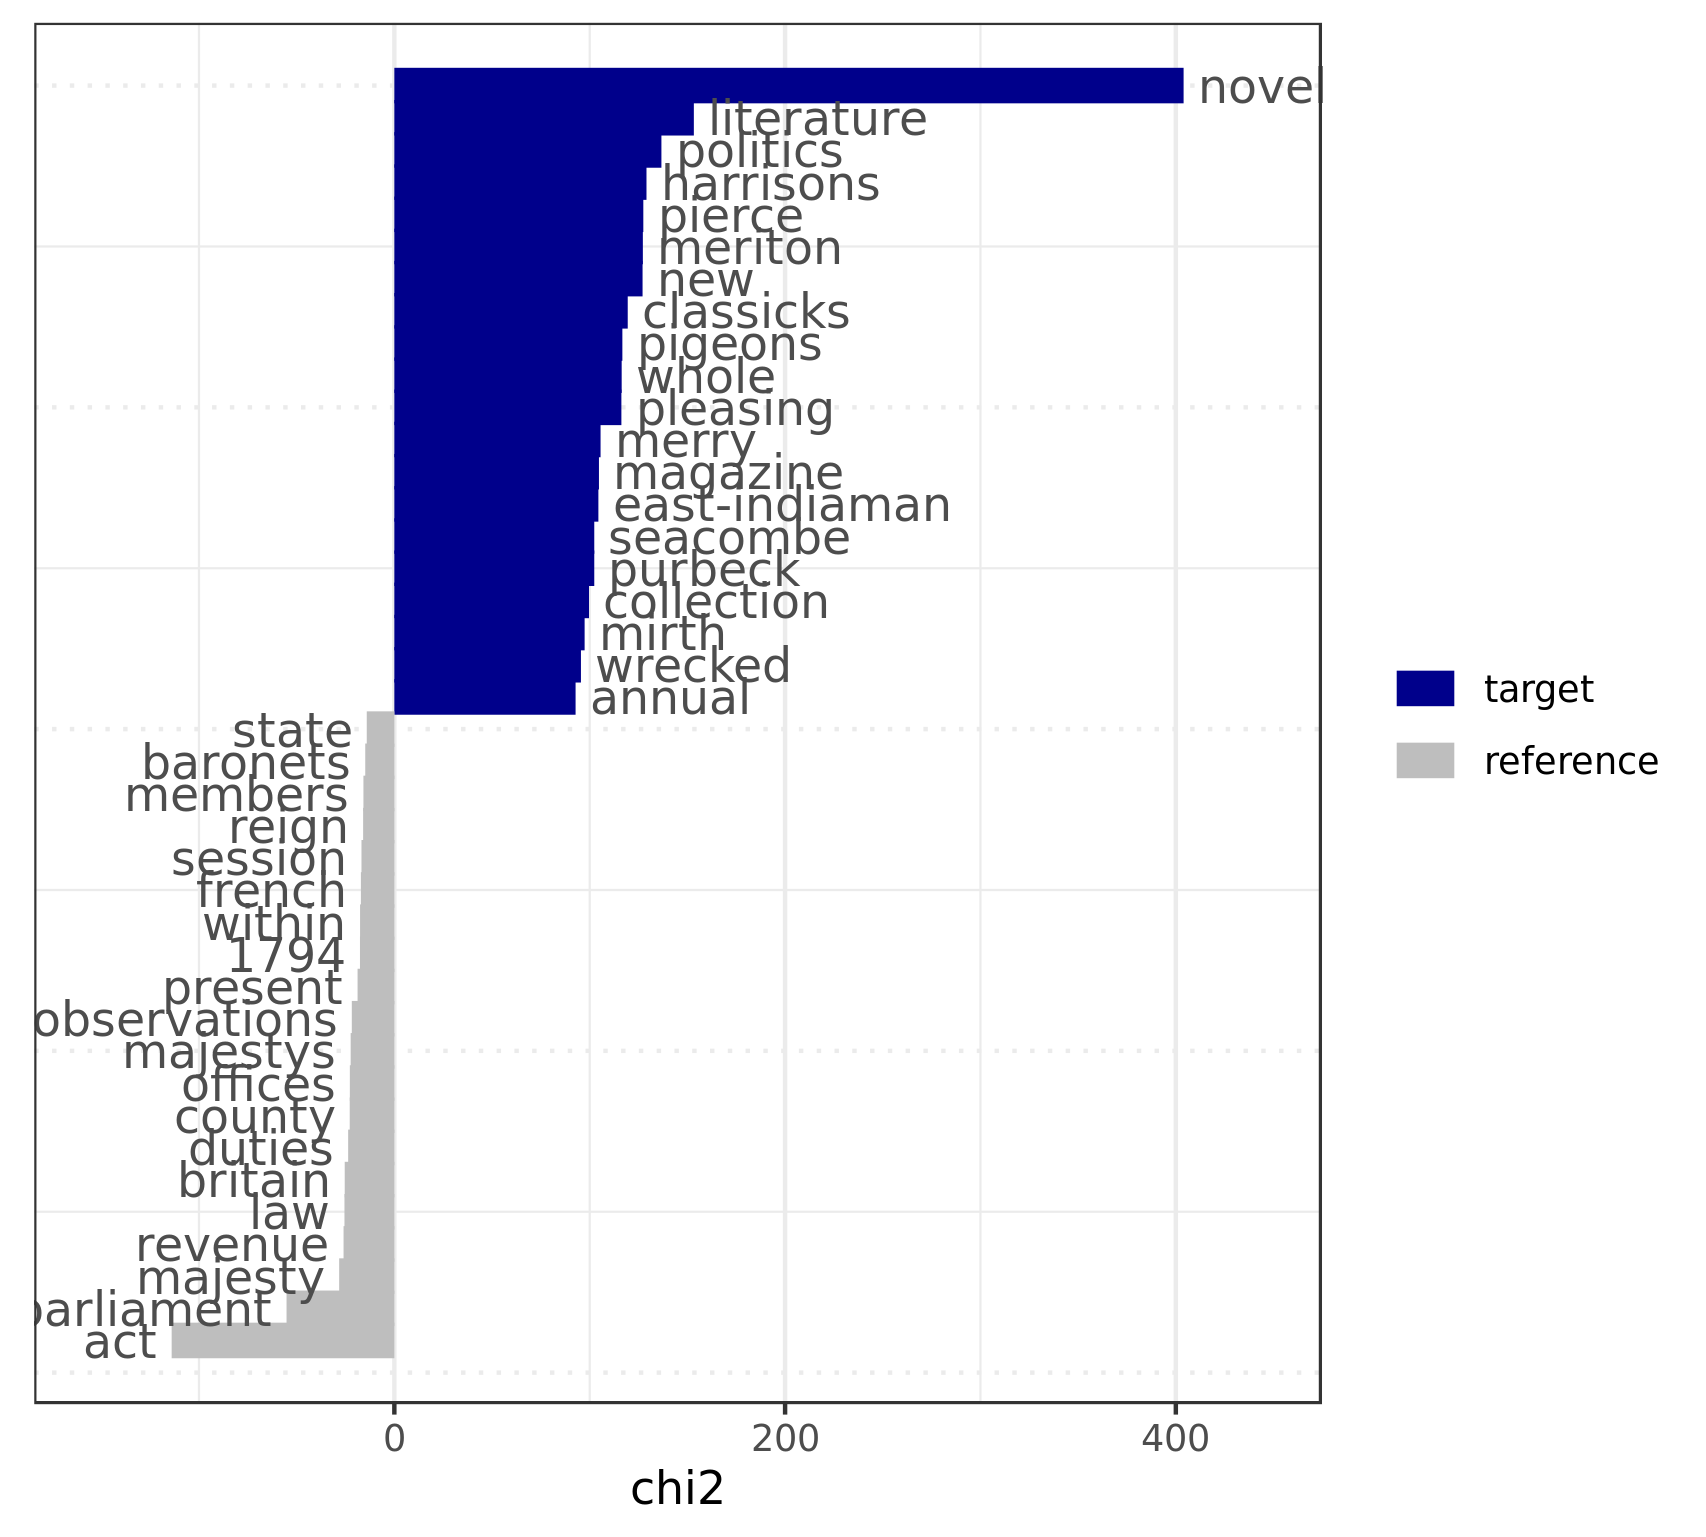 novel
literature
politics
harrisons
pierce
meriton
new
classicks
pigeons
whole
pleasing
merry
magazine
east-indiaman
seacombe
purbeck
collection
mirth
wrecked
annual
state
baronets
members
reign
session
french
within
1794
present
observations
majestys
offices
county
duties
britain
law
revenue
majesty
parliament
act
target
reference
0 200 400
chi2